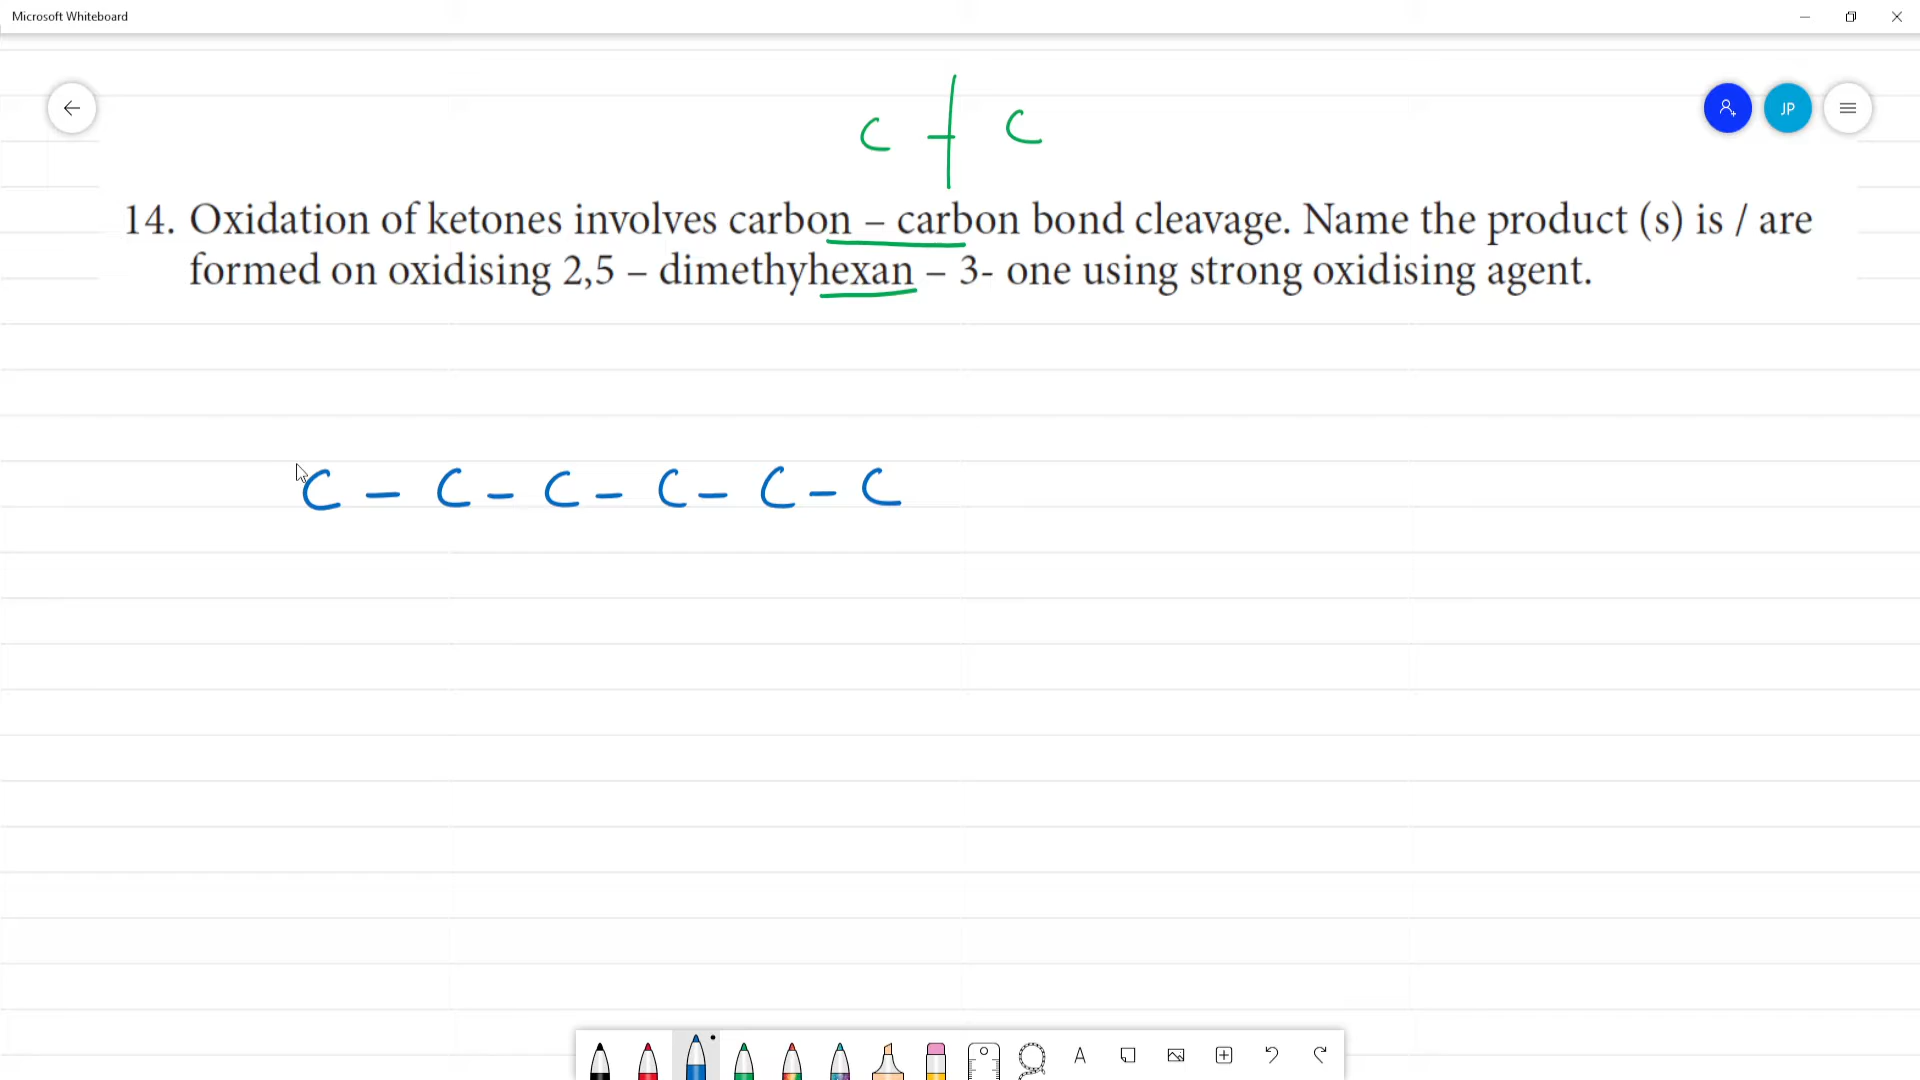 Microsoft Whiteboard
C - C
JP
14. Oxidation of ketones involves carbon – carbon bond cleavage. Name the product (s) is / are
formed on oxidising 2,5 – dimethyhexan – 3- one using strong oxidising agent.
C - C - C - C - C - C
A